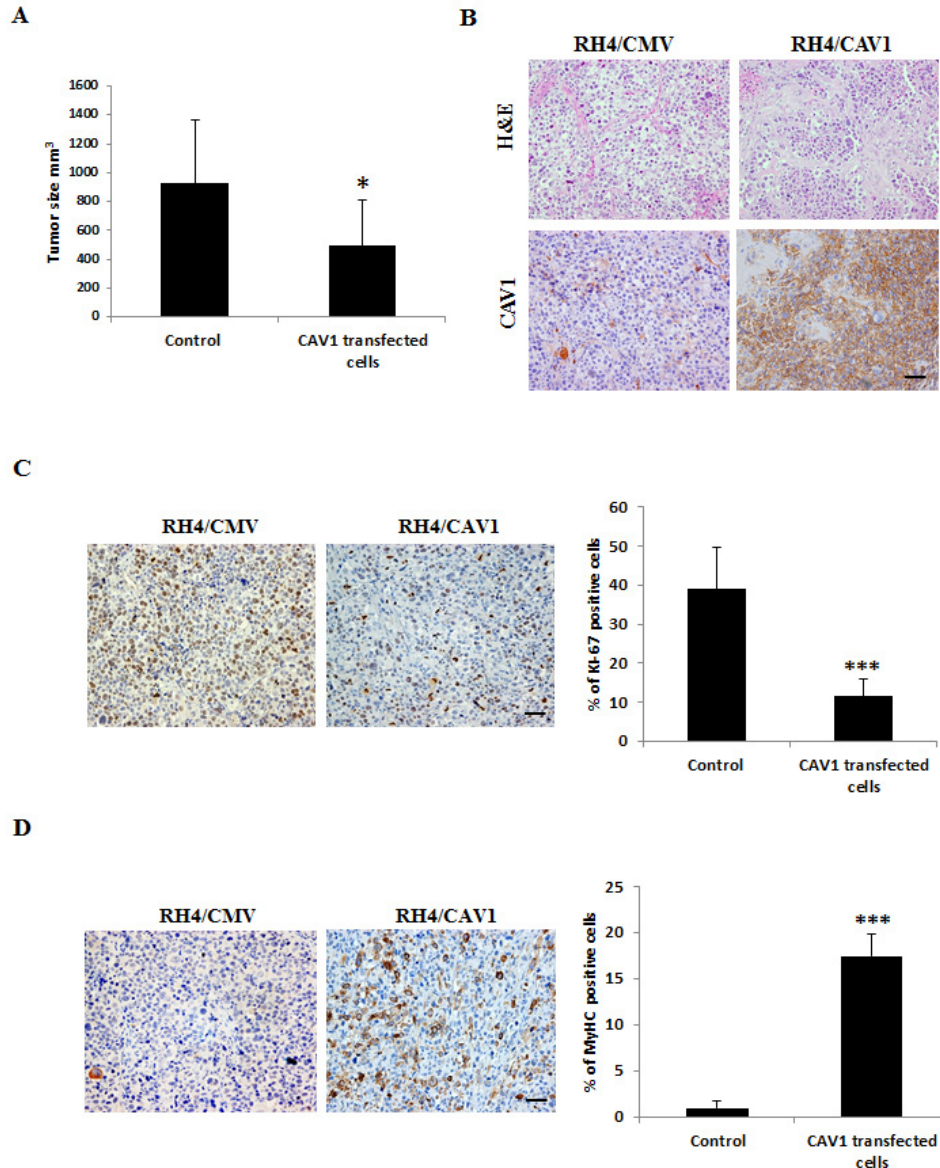 A
Tumor size mm³
1600
1400
1200
1000
800
600
400
200
0
*
Control
CAV1 transfected
cells
B
RH4/CMV
RH4/CAV1
H&E
CAV1
C
RH4/CMV
RH4/CAV1
% of KI-67 positive cells
60
50
40
30
20
10
0
***
Control
CAV1 transfected
cells
D
RH4/CMV
RH4/CAV1
% of MyHC positive cells
25
20
15
10
5
0
***
Control
CAV1 transfected
cells